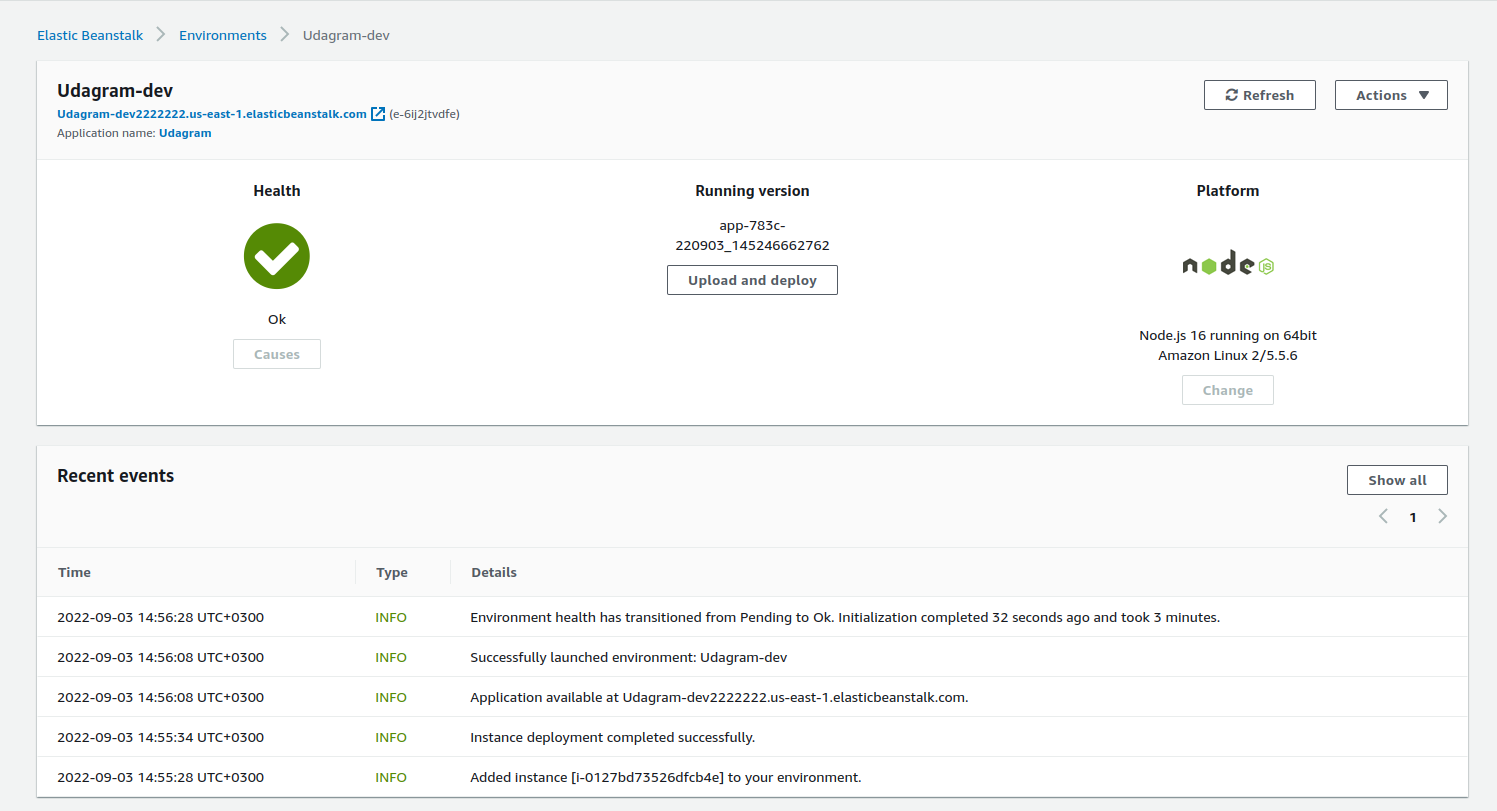 Elastic Beanstalk Environments Udagram-dev
Udagram-dev
Udagram-dev2222222.us-east-1.elasticbeanstalk.com (e-6ij2jtvdfe)
Application name: Udagram
Refresh
Actions
Health
Ok
Causes
Running version
app-783c-
220903_145246662762
Upload and deploy
Platform
node JS
Node.js 16 running on 64bit
Amazon Linux 2/5.5.6
Change
Recent events
Show all
1
Time Type Details
2022-09-03 14:56:28 UTC+0300 INFO Environment health has transitioned from Pending to Ok. Initialization completed 32 seconds ago and took 3 minutes.
2022-09-03 14:56:08 UTC+0300 INFO Successfully launched environment: Udagram-dev
2022-09-03 14:56:08 UTC+0300 INFO Application available at Udagram-dev2222222.us-east-1.elasticbeanstalk.com.
2022-09-03 14:55:34 UTC+0300 INFO Instance deployment completed successfully.
2022-09-03 14:55:28 UTC+0300 INFO Added instance [i-0127bd73526dfcb4e] to your environment.